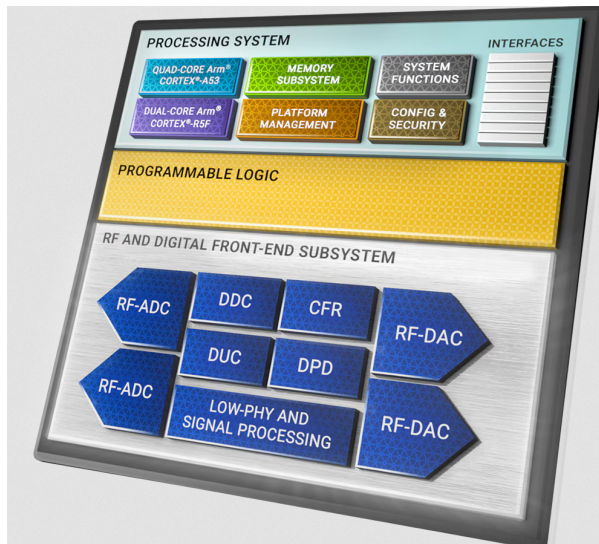 PROCESSING SYSTEM
INTERFACES
QUAD-CORE Arm®
CORTEX®-A53
MEMORY
SUBSYSTEM
SYSTEM
FUNCTIONS
DUAL-CORE Arm®
CORTEX®-R5F
PLATFORM
MANAGEMENT
CONFIG &
SECURITY
PROGRAMMABLE LOGIC
RF AND DIGITAL FRONT-END SUBSYSTEM
RF-ADC
DDC
CFR
RF-DAC
DUC
DPD
RF-ADC
LOW-PHY AND
SIGNAL PROCESSING
RF-DAC